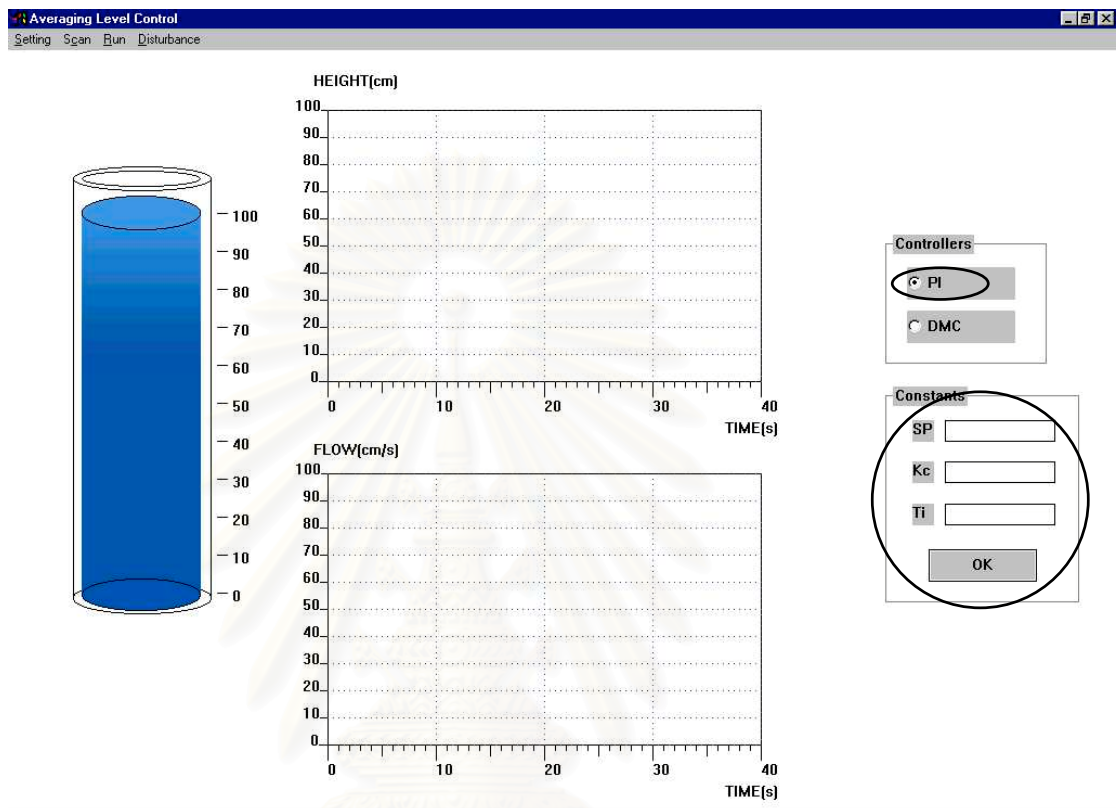 Averaging Level Control
Setting Scan Run Disturbance
HEIGHT(cm)
100
90
80
70
60
50
40
30
20
10
0
0 10 20 30 40
TIME(s)
100
90
80
70
60
50
40
30
20
10
0
FLOW(cm/s)
100
90
80
70
60
50
40
30
20
10
0
0 10 20 30 40
TIME(s)
Controllers
PI
DMC
Constants
SP
Kc
Ti
OK